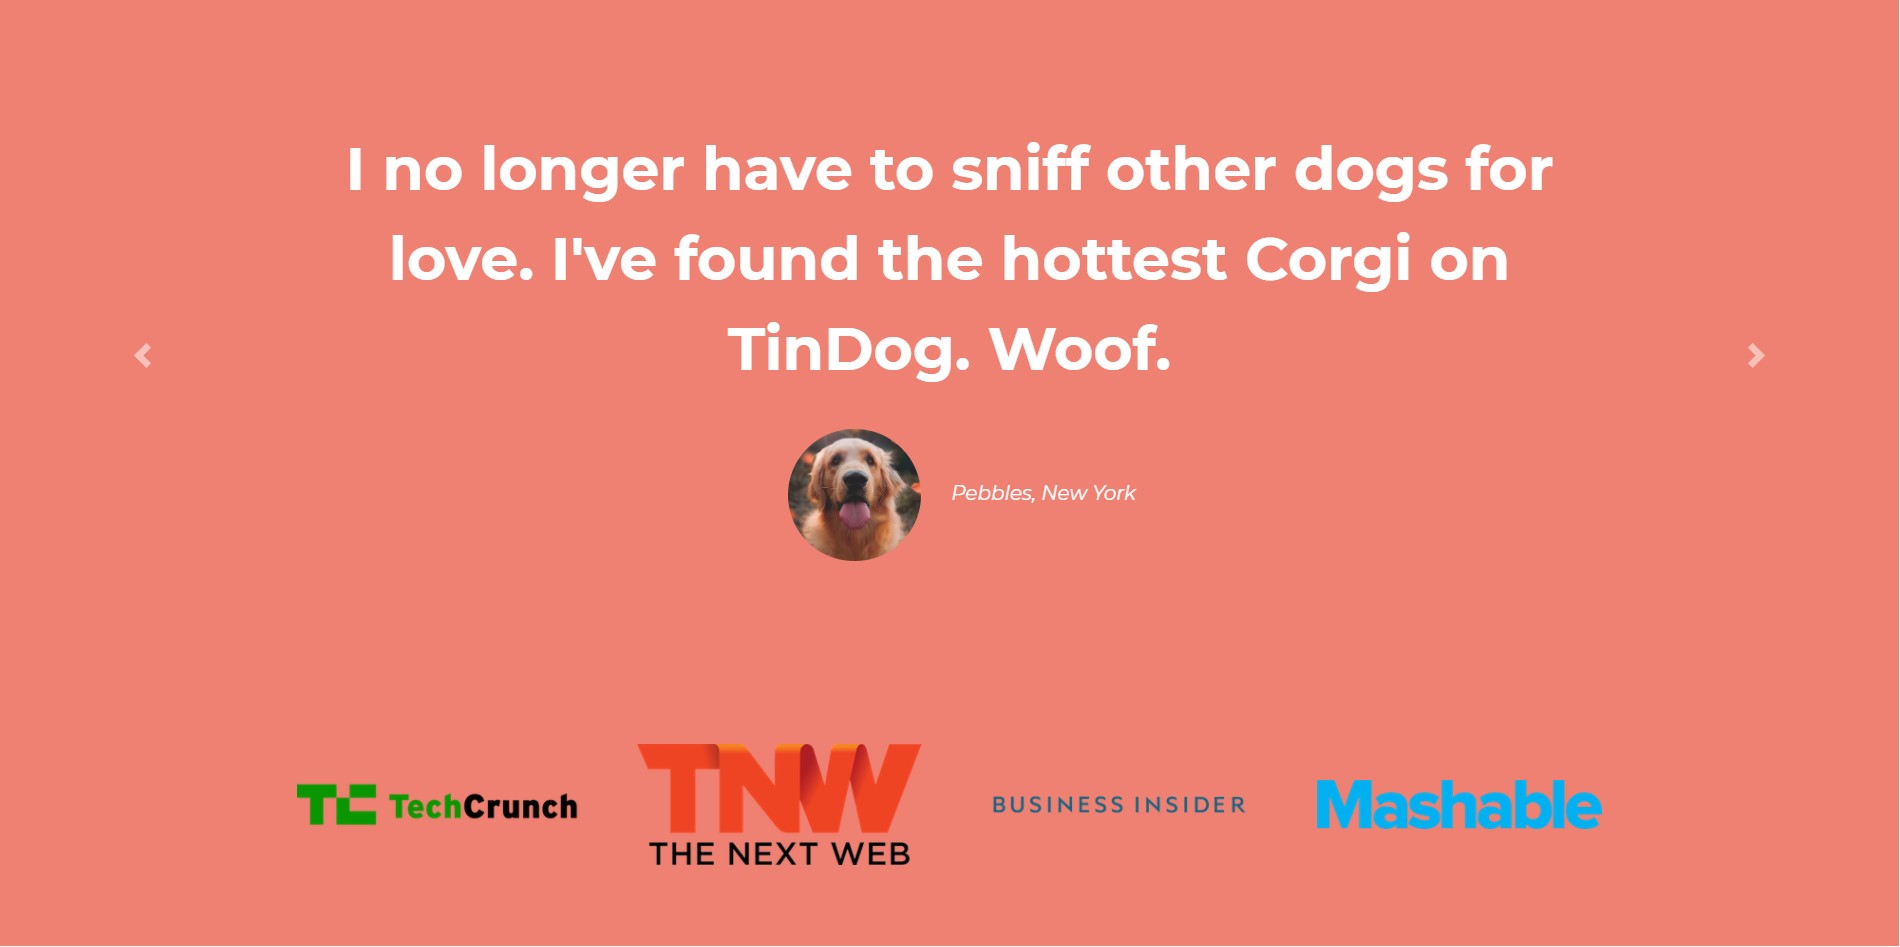 I no longer have to sniff other dogs for
love. I've found the hottest Corgi on
TinDog. Woof.
Pebbles, New York
TC TechCrunch
TNW
THE NEXT WEB
BUSINESS INSIDER
Mashable